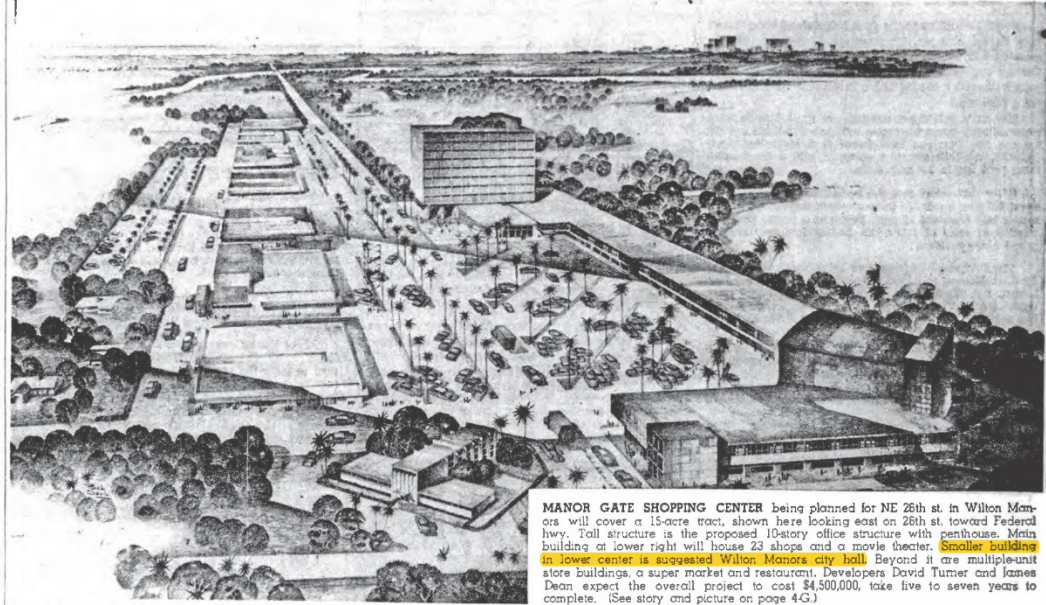 MANOR GATE SHOPPING CENTER being planned for NE 26th st. in Wilton Man-
ors will cover a 15-acre tract, shown here looking east on 26th st. toward Federal
hwy. Tall structure is the proposed 10-story office structure with penthouse. Main
building at lower right will house 23 shops and a movie theater. Smaller building
in lower center is suggested Wilton Manors city hall. Beyond it are multiple-unit
store buildings, a super market and restaurant. Developers David Turner and James
Dean expect the overall project to cost $4,500,000, take five to seven years to
complete. (See story and picture on page 4-G.)